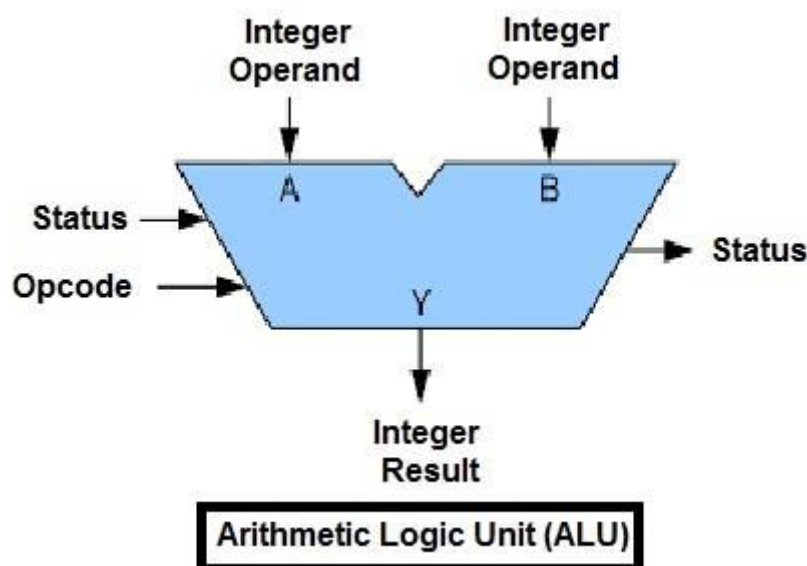 Integer
Operand
Integer
Operand
A
B
Status
Status
Opcode
Y
Integer
Result
Arithmetic Logic Unit (ALU)